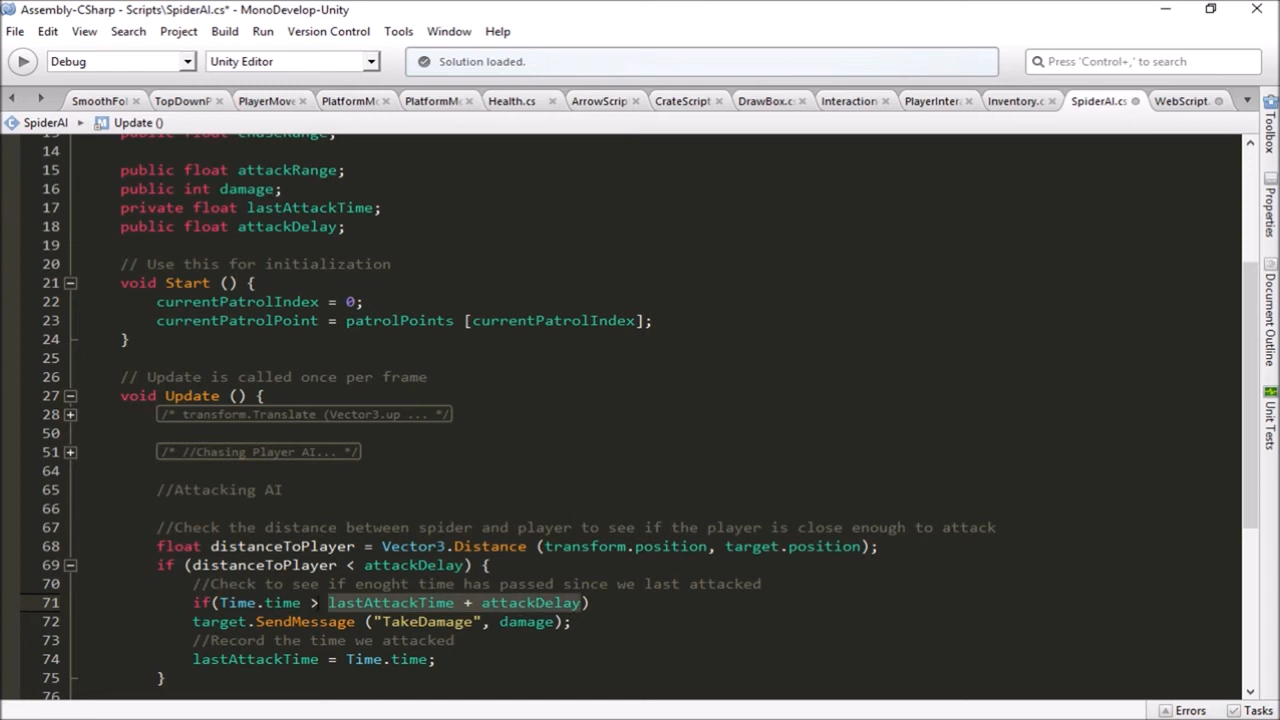 Assembly-CSharp - Scripts\SpiderAI.cs* - MonoDevelop-Unity
File Edit View Search Project Build Run Version Control Tools Window Help
Debug Unity Editor Solution loaded. Press 'Control+,' to search
SmoothFol TopDownP PlayerMove PlatformM PlatformM Health.cs ArrowScrip CrateScript DrawBox.cs Interaction PlayerInter Inventory.c SpiderAI.cs WebScript.
SpiderAI Update ()
Toolbox
Properties
Document Outline
Unit Tests
13 public float chaseRange;
14
15 public float attackRange;
16 public int damage;
17 private float lastAttackTime;
18 public float attackDelay;
19
20 // Use this for initialization
21 void Start () {
22 currentPatrolIndex = 0;
23 currentPatrolPoint = patrolPoints [currentPatrolIndex];
24 }
25
26 // Update is called once per frame
27 void Update () {
28 /* transform.Translate (Vector3.up ... */
50
51 /* //Chasing Player AI... */
64
65 //Attacking AI
66
67 //Check the distance between spider and player to see if the player is close enough to attack
68 float distanceToPlayer = Vector3.Distance (transform.position, target.position);
69 if (distanceToPlayer < attackDelay) {
70 //Check to see if enoght time has passed since we last attacked
71 if(Time.time > lastAttackTime + attackDelay)
72 target.SendMessage ("TakeDamage", damage);
73 //Record the time we attacked
74 lastAttackTime = Time.time;
75 }
76
Errors Tasks